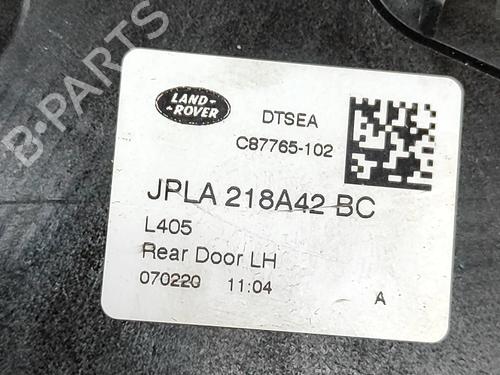 LAND-
ROVER
DTSEA
C87765-102
JPLA 218A42 BC
L405
Rear Door LH
070220 11:04
A
B-PARTS